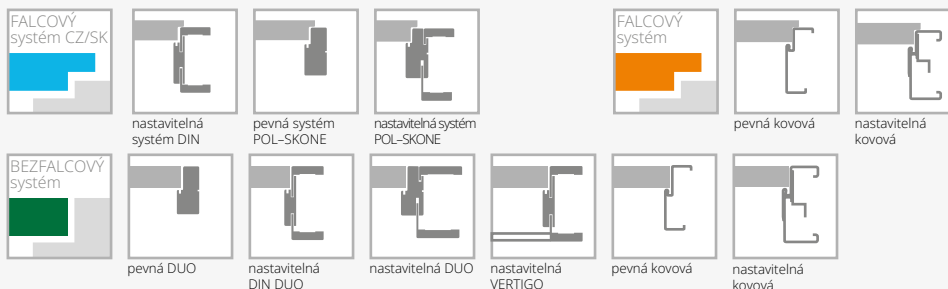 FALCOVÝ
systém CZ/SK
nastavitelná
systém DIN
pevná systém
POL–SKONE
nastavitelná systém
POL–SKONE
FALCOVÝ
systém
pevná kovová
nastavitelná
kovová
BEZFALCOVÝ
systém
pevná DUO
nastavitelná
DIN DUO
nastavitelná DUO
nastavitelná
VERTIGO
pevná kovová
nastavitelná
kovová